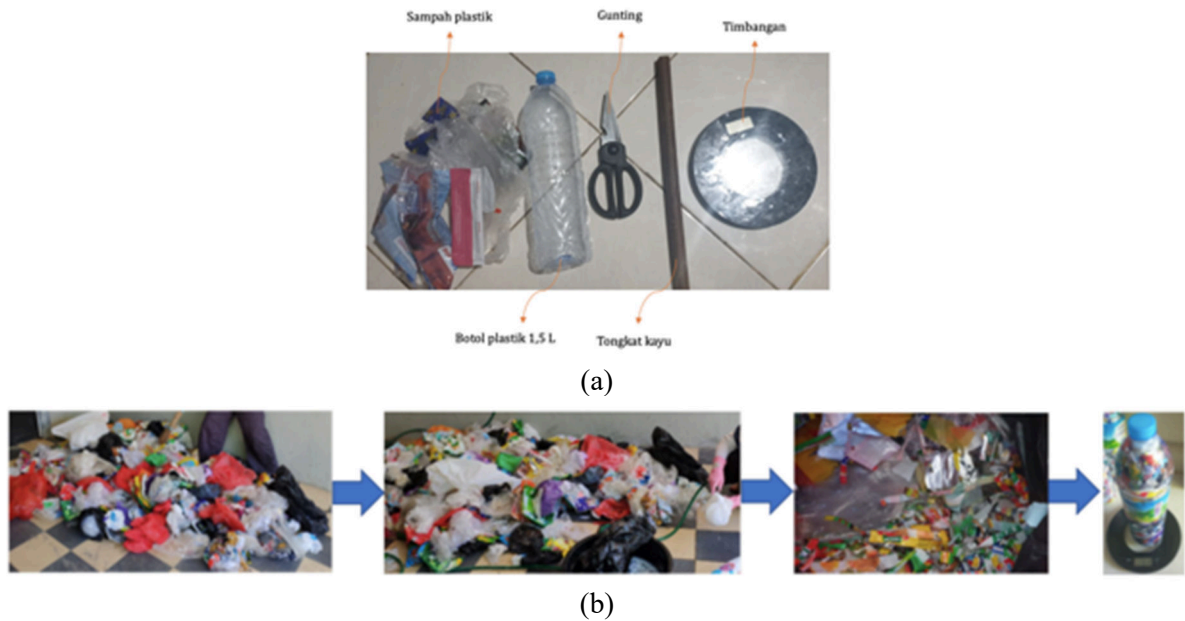 Sampah plastik
Gunting
Timbangan
Botol plastik 1,5 L
Tongkat kayu
(a)
(b)